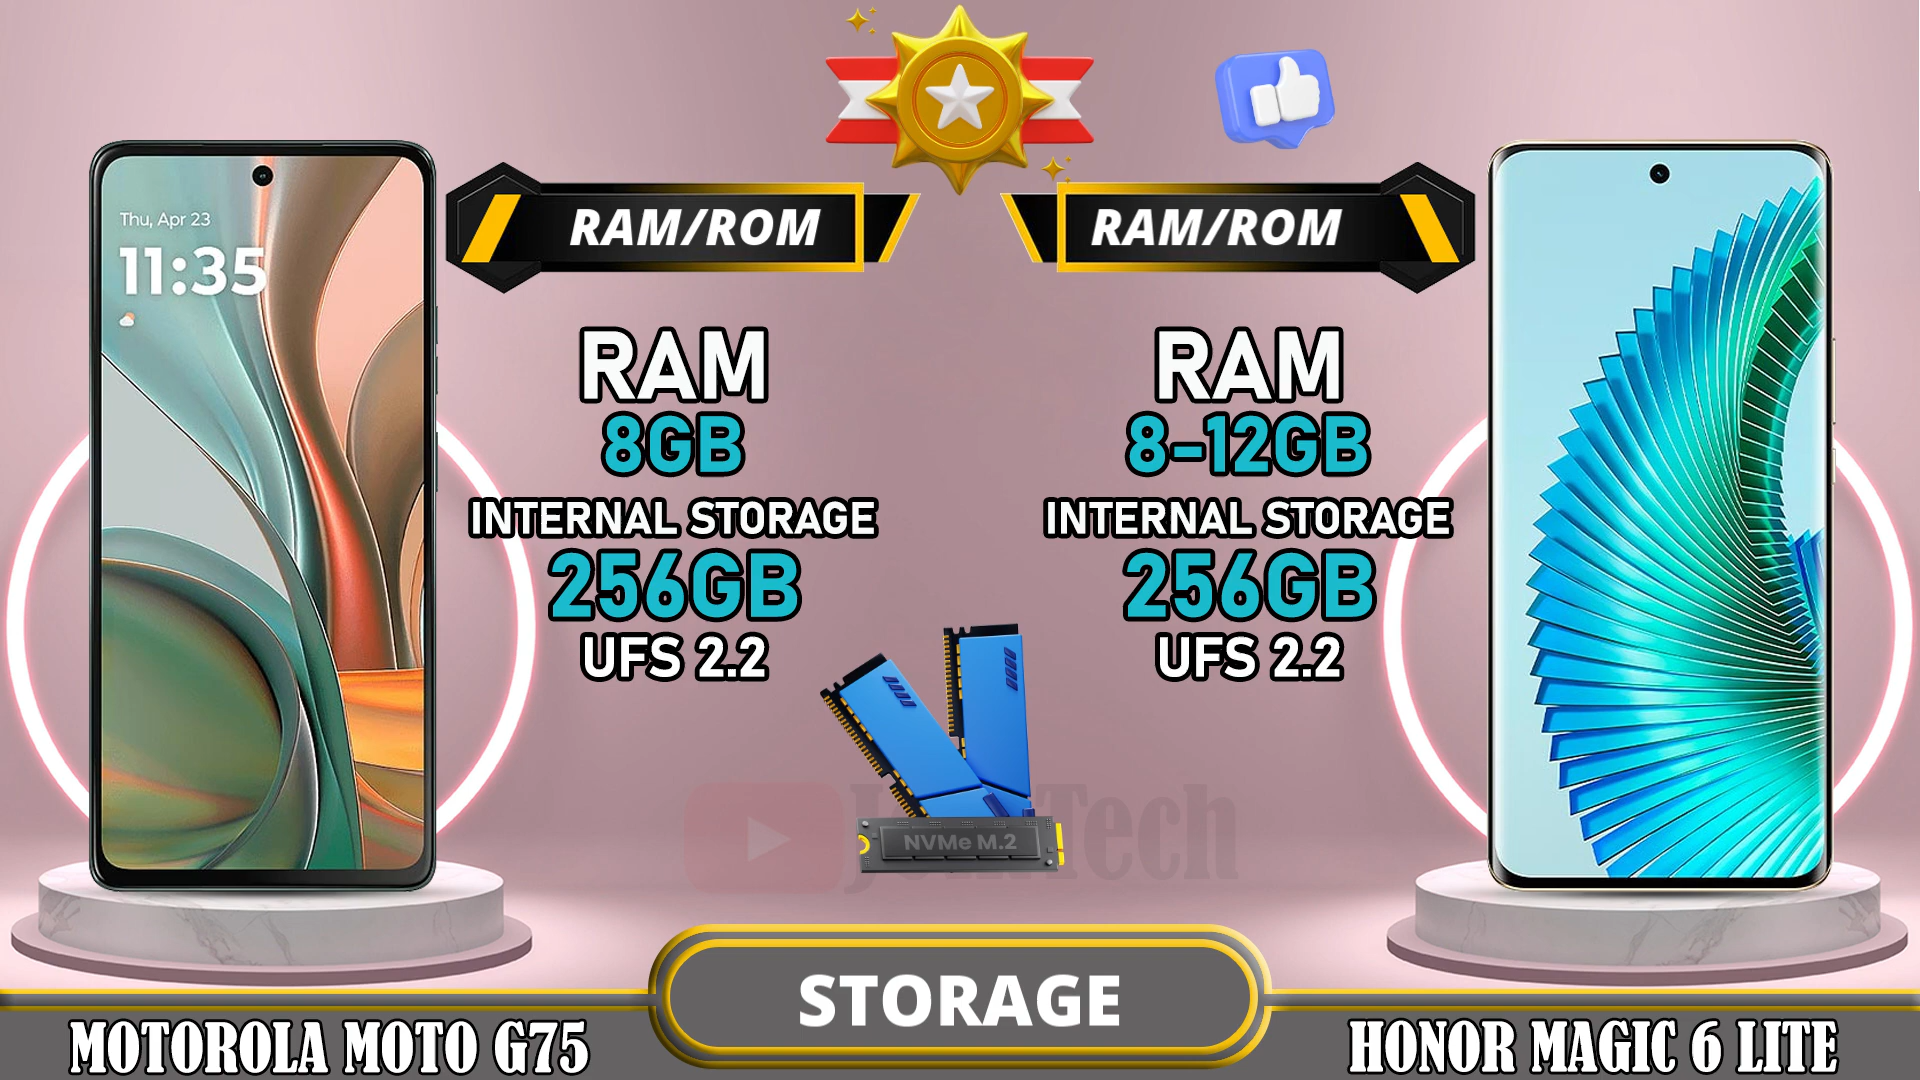 Thu, Apr 23
11:35
RAM/ROM
RAM
8GB
INTERNAL STORAGE
256GB
UFS 2.2
RAM/ROM
RAM
8-12GB
INTERNAL STORAGE
256GB
UFS 2.2
NVMe M.2
Tech
STORAGE
MOTOROLA MOTO G75
HONOR MAGIC 6 LITE